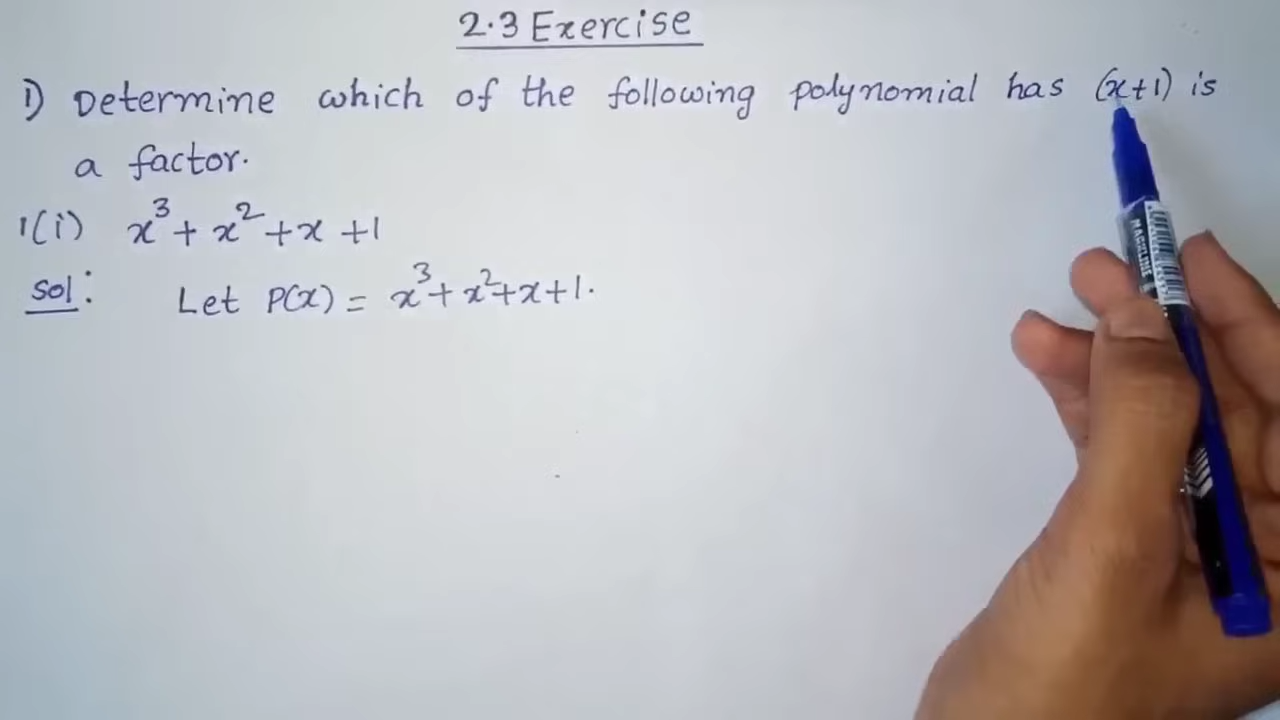 2.3 Exercise
1) Determine which of the following polynomial has (x+1) is
a factor.
1(i) x³ + x² + x + 1
Sol: Let P(x) = x³ + x² + x + 1.
MAXLINE